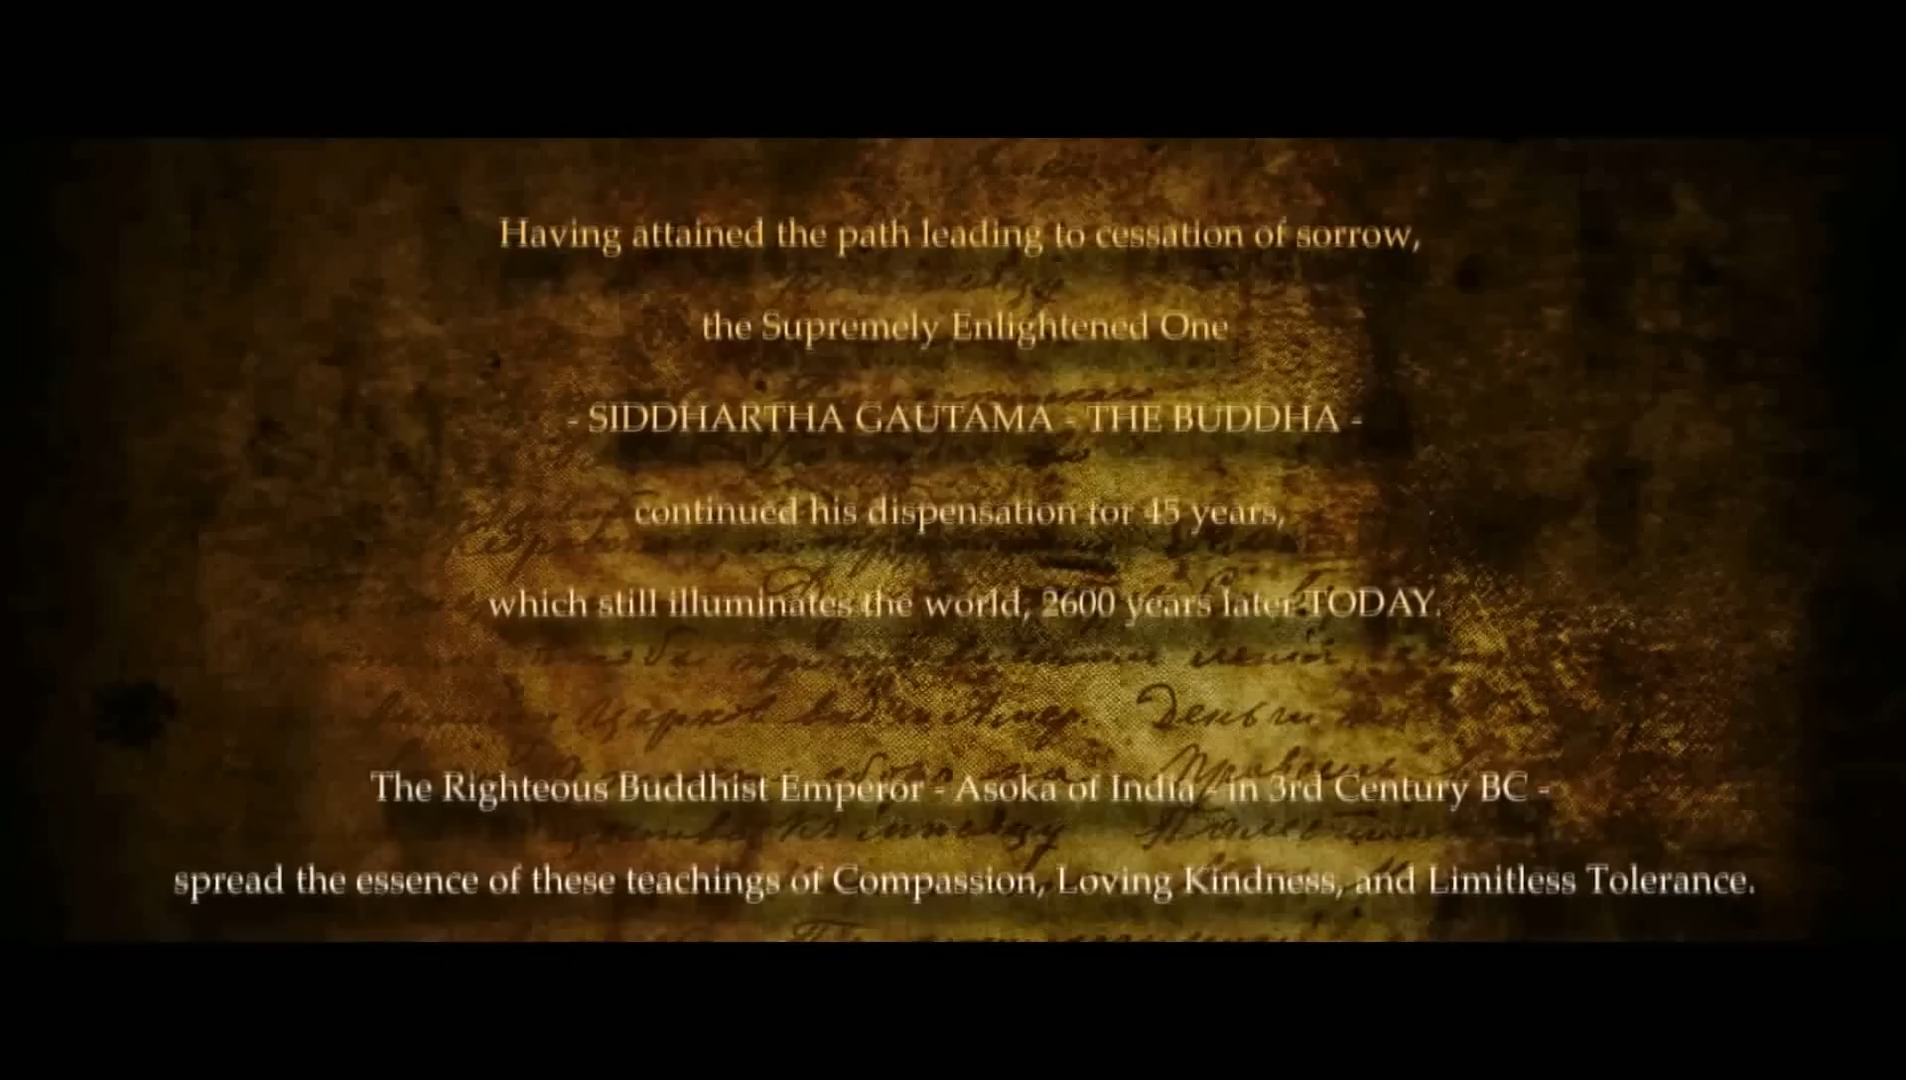 Having attained the path leading to cessation of sorrow,
the Supremely Enlightened One
- SIDDHARTHA GAUTAMA - THE BUDDHA -
continued his dispensation for 45 years,
which still illuminates the world, 2600 years later TODAY.
The Righteous Buddhist Emperor - Asoka of India - in 3rd Century BC -
spread the essence of these teachings of Compassion, Loving Kindness, and Limitless Tolerance.